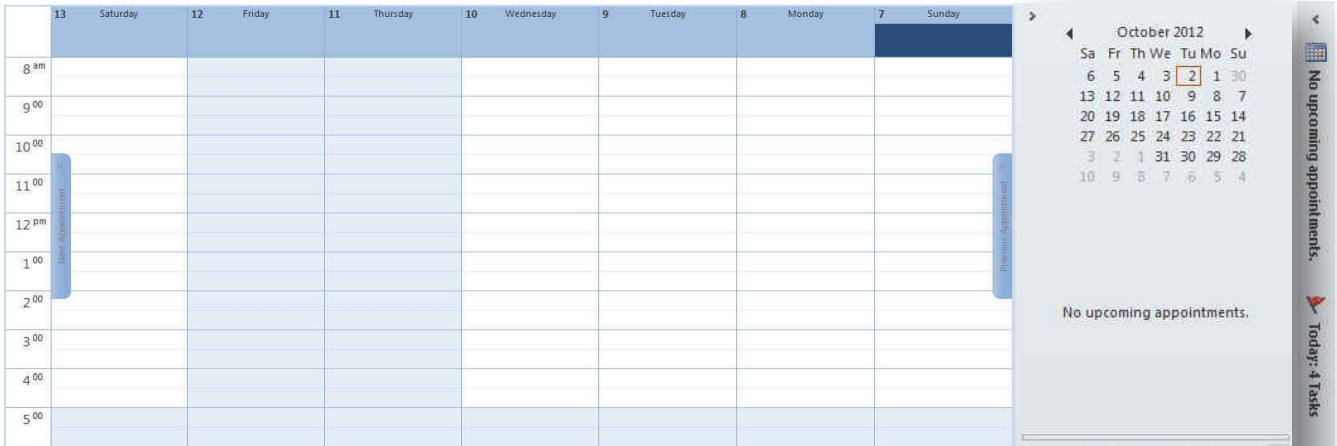 13 Saturday 12 Friday 11 Thursday 10 Wednesday 9 Tuesday 8 Monday 7 Sunday
8 am
9 00
10 00
11 00
12 pm
1 00
2 00
3 00
4 00
5 00
Next Appointment
Previous Appointment
October 2012
Sa Fr Th We Tu Mo Su
6 5 4 3 2 1 30
13 12 11 10 9 8 7
20 19 18 17 16 15 14
27 26 25 24 23 22 21
3 2 1 31 30 29 28
10 9 8 7 6 5 4
No upcoming appointments.
No upcoming appointments.
Today: 4 Tasks